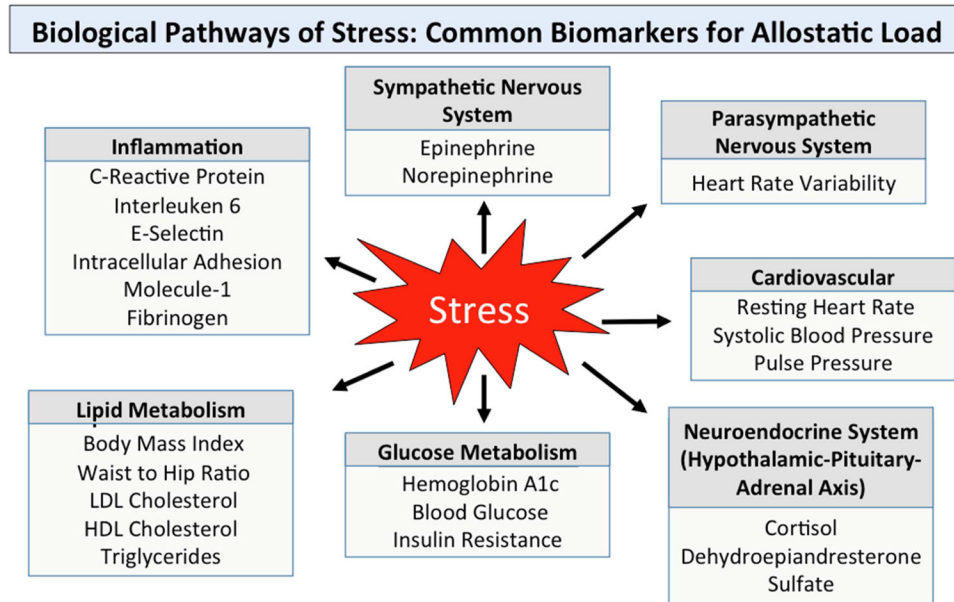 Biological Pathways of Stress: Common Biomarkers for Allostatic Load
Sympathetic Nervous
System
Epinephrine
Norepinephrine
Parasympathetic
Nervous System
Heart Rate Variability
Inflammation
C-Reactive Protein
Interleuken 6
E-Selectin
Intracellular Adhesion
Molecule-1
Fibrinogen
Stress
Cardiovascular
Resting Heart Rate
Systolic Blood Pressure
Pulse Pressure
Lipid Metabolism
Body Mass Index
Waist to Hip Ratio
LDL Cholesterol
HDL Cholesterol
Triglycerides
Glucose Metabolism
Hemoglobin A1c
Blood Glucose
Insulin Resistance
Neuroendocrine System
(Hypothalamic-Pituitary-
Adrenal Axis)
Cortisol
Dehydroepiandresterone
Sulfate